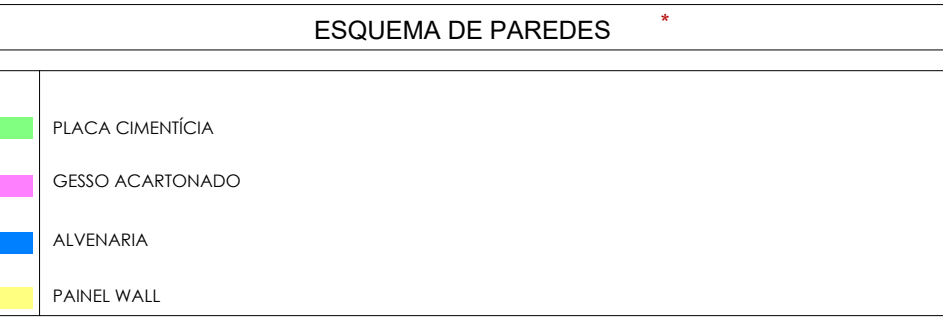 ESQUEMA DE PAREDES *
PLACA CIMENTÍCIA
GESSO ACARTONADO
ALVENARIA
PAINEL WALL